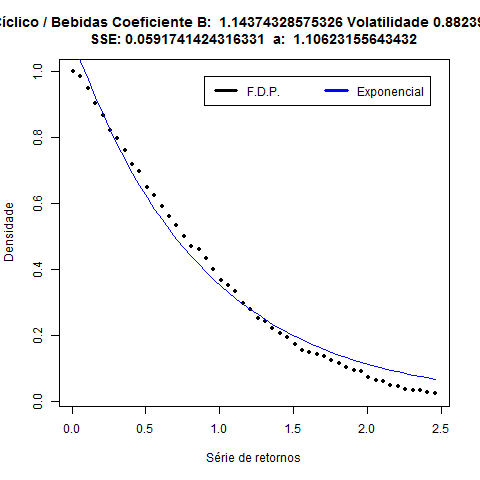 Cíclico / Bebidas Coeficiente B:  1.14374328575326 Volatilidade 0.88239
SSE: 0.0591741424316331  a:  1.10623155643432
F.D.P.
Exponencial
Densidade
1.0
0.8
0.6
0.4
0.2
0.0
0.0 0.5 1.0 1.5 2.0 2.5
Série de retornos